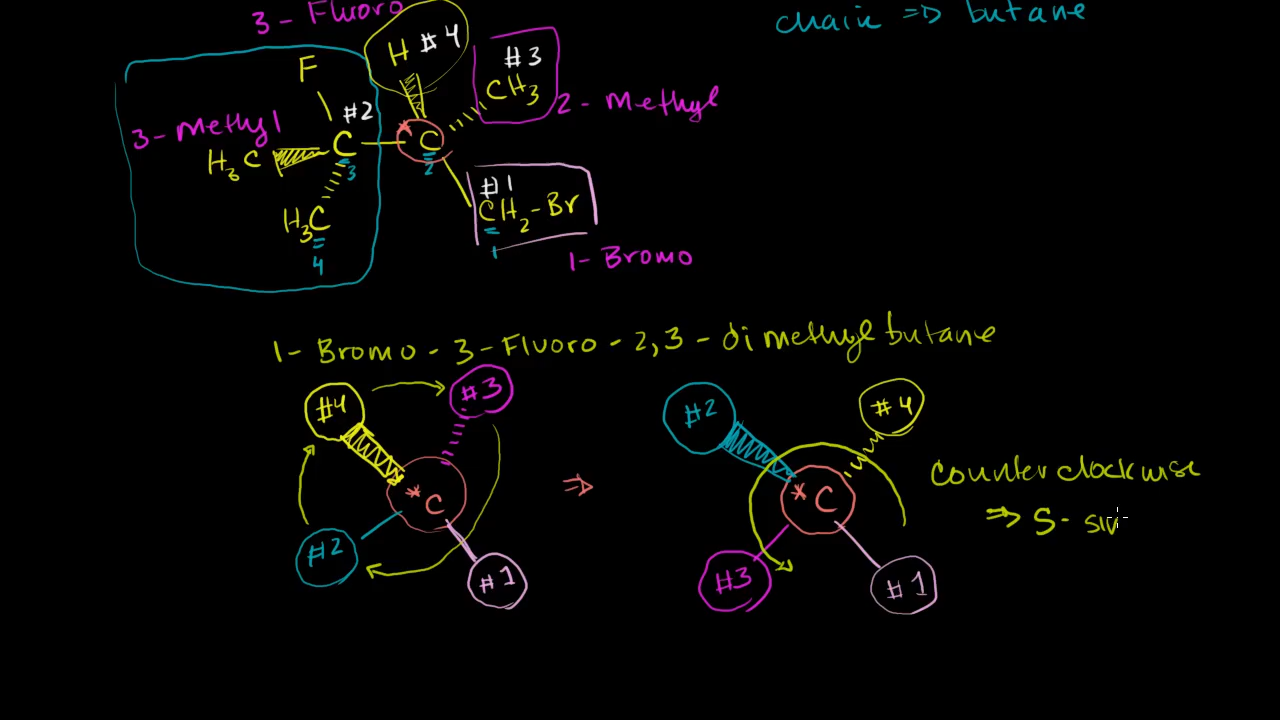 3 - Fluoro
chain => butane
H #4
F
#3
CH3
2 - Methyl
#2
3 - Methyl
H3C
C
* C
3
2
#1
H3C
CH2-Br
4
1
1 - Bromo
1 - Bromo - 3 - Fluoro - 2,3 - dimethylbutane
#4
#3
#2
#4
* C
=>
* C
Counterclockwise
=> S - sin
#2
#1
#3
#1